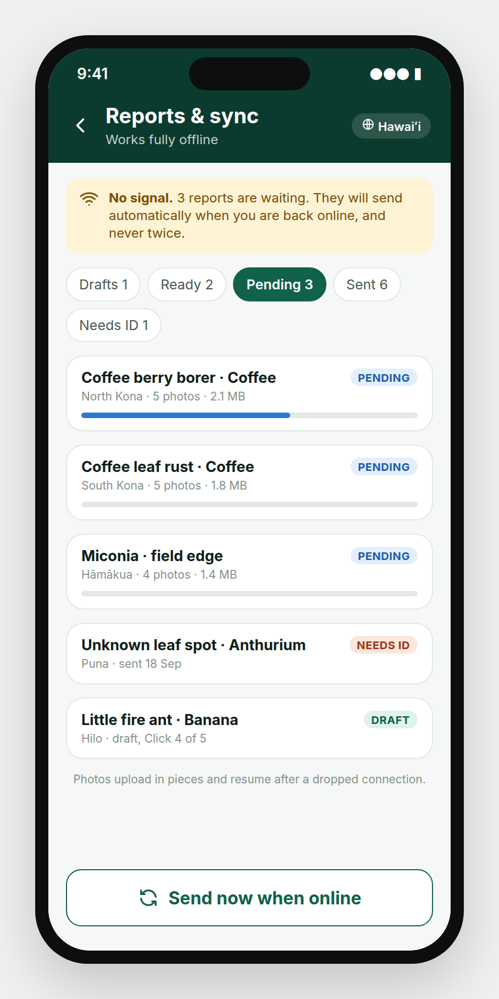 9:41
Reports & sync
Works fully offline
Hawaiʻi
No signal. 3 reports are waiting. They will send
automatically when you are back online, and
never twice.
Drafts 1
Ready 2
Pending 3
Sent 6
Needs ID 1
Coffee berry borer · Coffee
PENDING
North Kona · 5 photos · 2.1 MB
Coffee leaf rust · Coffee
PENDING
South Kona · 5 photos · 1.8 MB
Miconia · field edge
PENDING
Hāmākua · 4 photos · 1.4 MB
Unknown leaf spot · Anthurium
NEEDS ID
Puna · sent 18 Sep
Little fire ant · Banana
DRAFT
Hilo · draft, Click 4 of 5
Photos upload in pieces and resume after a dropped connection.
Send now when online